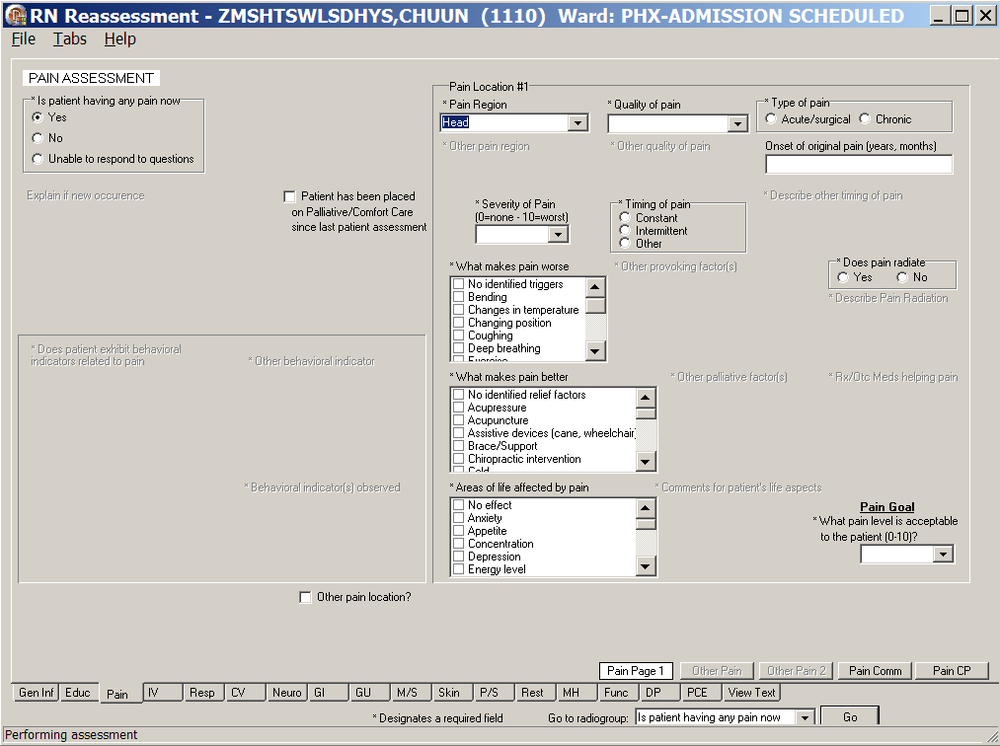 RN Reassessment - ZMSHTSWLSDHYS,CHUUN (1110) Ward: PHX-ADMISSION SCHEDULED
File Tabs Help
PAIN ASSESSMENT
* Is patient having any pain now
Yes
No
Unable to respond to questions
Explain if new occurence
Patient has been placed
on Palliative/Comfort Care
since last patient assessment
* Does patient exhibit behavioral
indicators related to pain
* Other behavioral indicator
* Behavioral indicator(s) observed
Other pain location?
Pain Location #1
* Pain Region
Head
* Other pain region
* Quality of pain
* Other quality of pain
* Type of pain
Acute/surgical Chronic
Onset of original pain (years, months)
* Severity of Pain
(0=none - 10=worst)
* Timing of pain
Constant
Intermittent
Other
* Describe other timing of pain
* What makes pain worse
No identified triggers
Bending
Changes in temperature
Changing position
Coughing
Deep breathing
Exercise
* Other provoking factor(s)
* Does pain radiate
Yes No
* Describe Pain Radiation
* What makes pain better
No identified relief factors
Acupressure
Acupuncture
Assistive devices (cane, wheelchair
Brace/Support
Chiropractic intervention
Cold
* Other palliative factor(s)
* Rx/Otc Meds helping pain
* Areas of life affected by pain
No effect
Anxiety
Appetite
Concentration
Depression
Energy level
* Comments for patient's life aspects
Pain Goal
* What pain level is acceptable
to the patient (0-10)?
Pain Page 1 Other Pain Other Pain 2 Pain Comm Pain CP
Gen Inf Educ Pain IV Resp CV Neuro GI GU M/S Skin P/S Rest MH Func DP PCE View Text
* Designates a required field
Go to radiogroup: Is patient having any pain now Go
Performing assessment